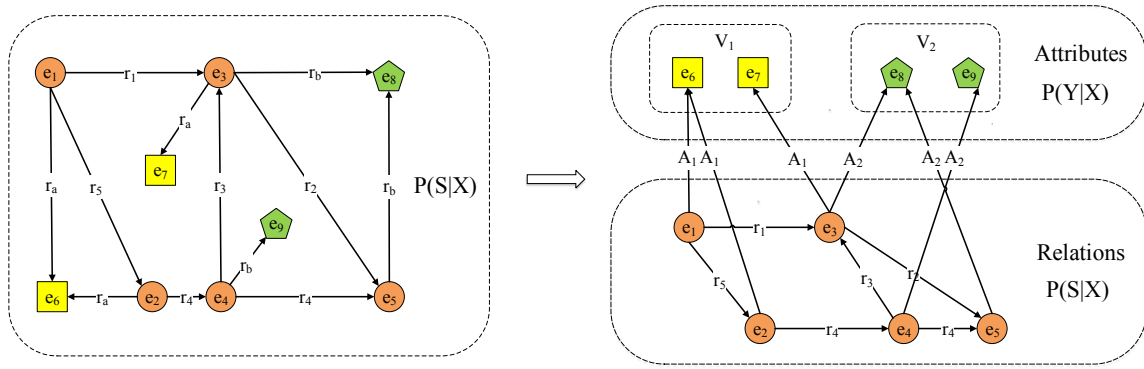 e1 r1 e3 rb e8
ra
e7
ra r5 r3 r2 rb P(S|X)
e9
rb
e6 ra e2 r4 e4 r4 e5
V1 V2
Attributes
e6 e7 e8 e9
P(Y|X)
A1 A1 A1 A2 A2 A2
e1 r1 e3
Relations
r5 r3 r2
P(S|X)
e2 r4 e4 r4 e5